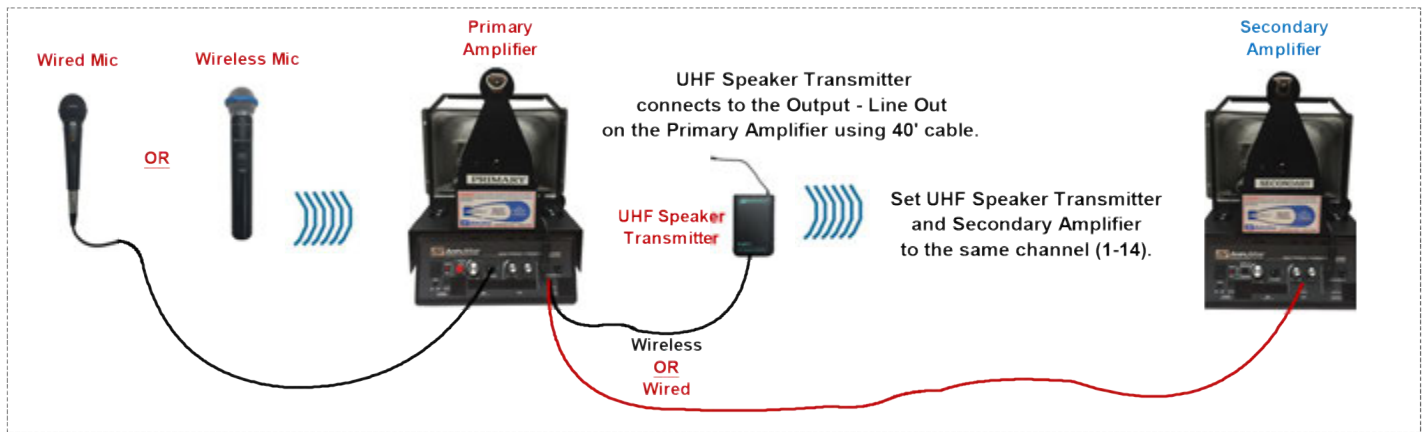 Wired Mic
Wireless Mic
OR
Primary
Amplifier
PRIMARY
UHF Speaker Transmitter
connects to the Output - Line Out
on the Primary Amplifier using 40' cable.
UHF Speaker
Transmitter
Set UHF Speaker Transmitter
and Secondary Amplifier
to the same channel (1-14).
Secondary
Amplifier
SECONDARY
Wireless
OR
Wired